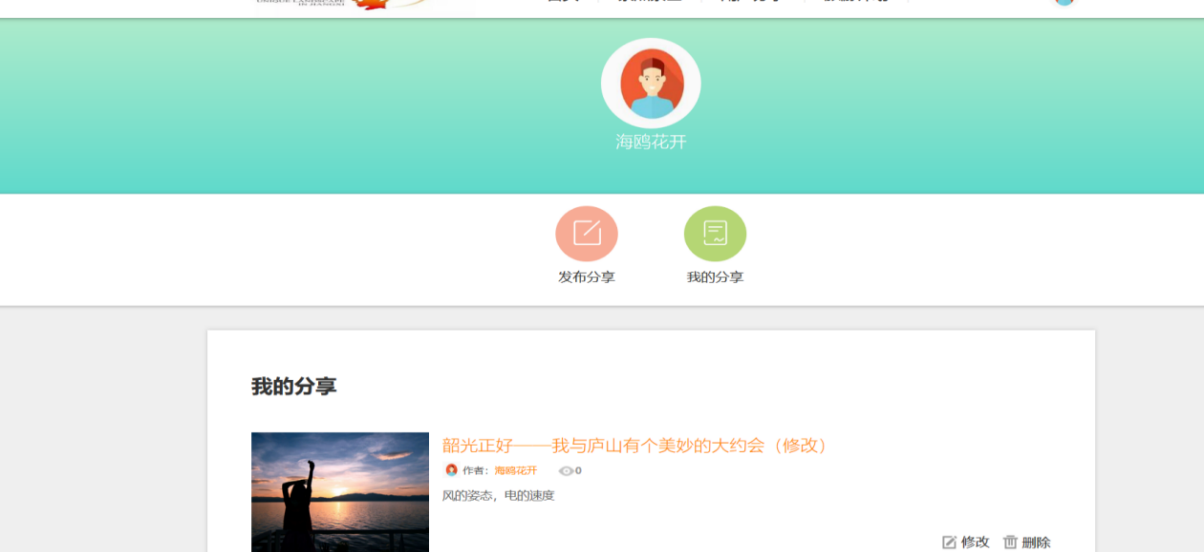 海鸥花开
发布分享
我的分享
我的分享
韶光正好——我与庐山有个美妙的大约会（修改）
作者：海鸥花开 0
风的姿态，电的速度
修改 删除